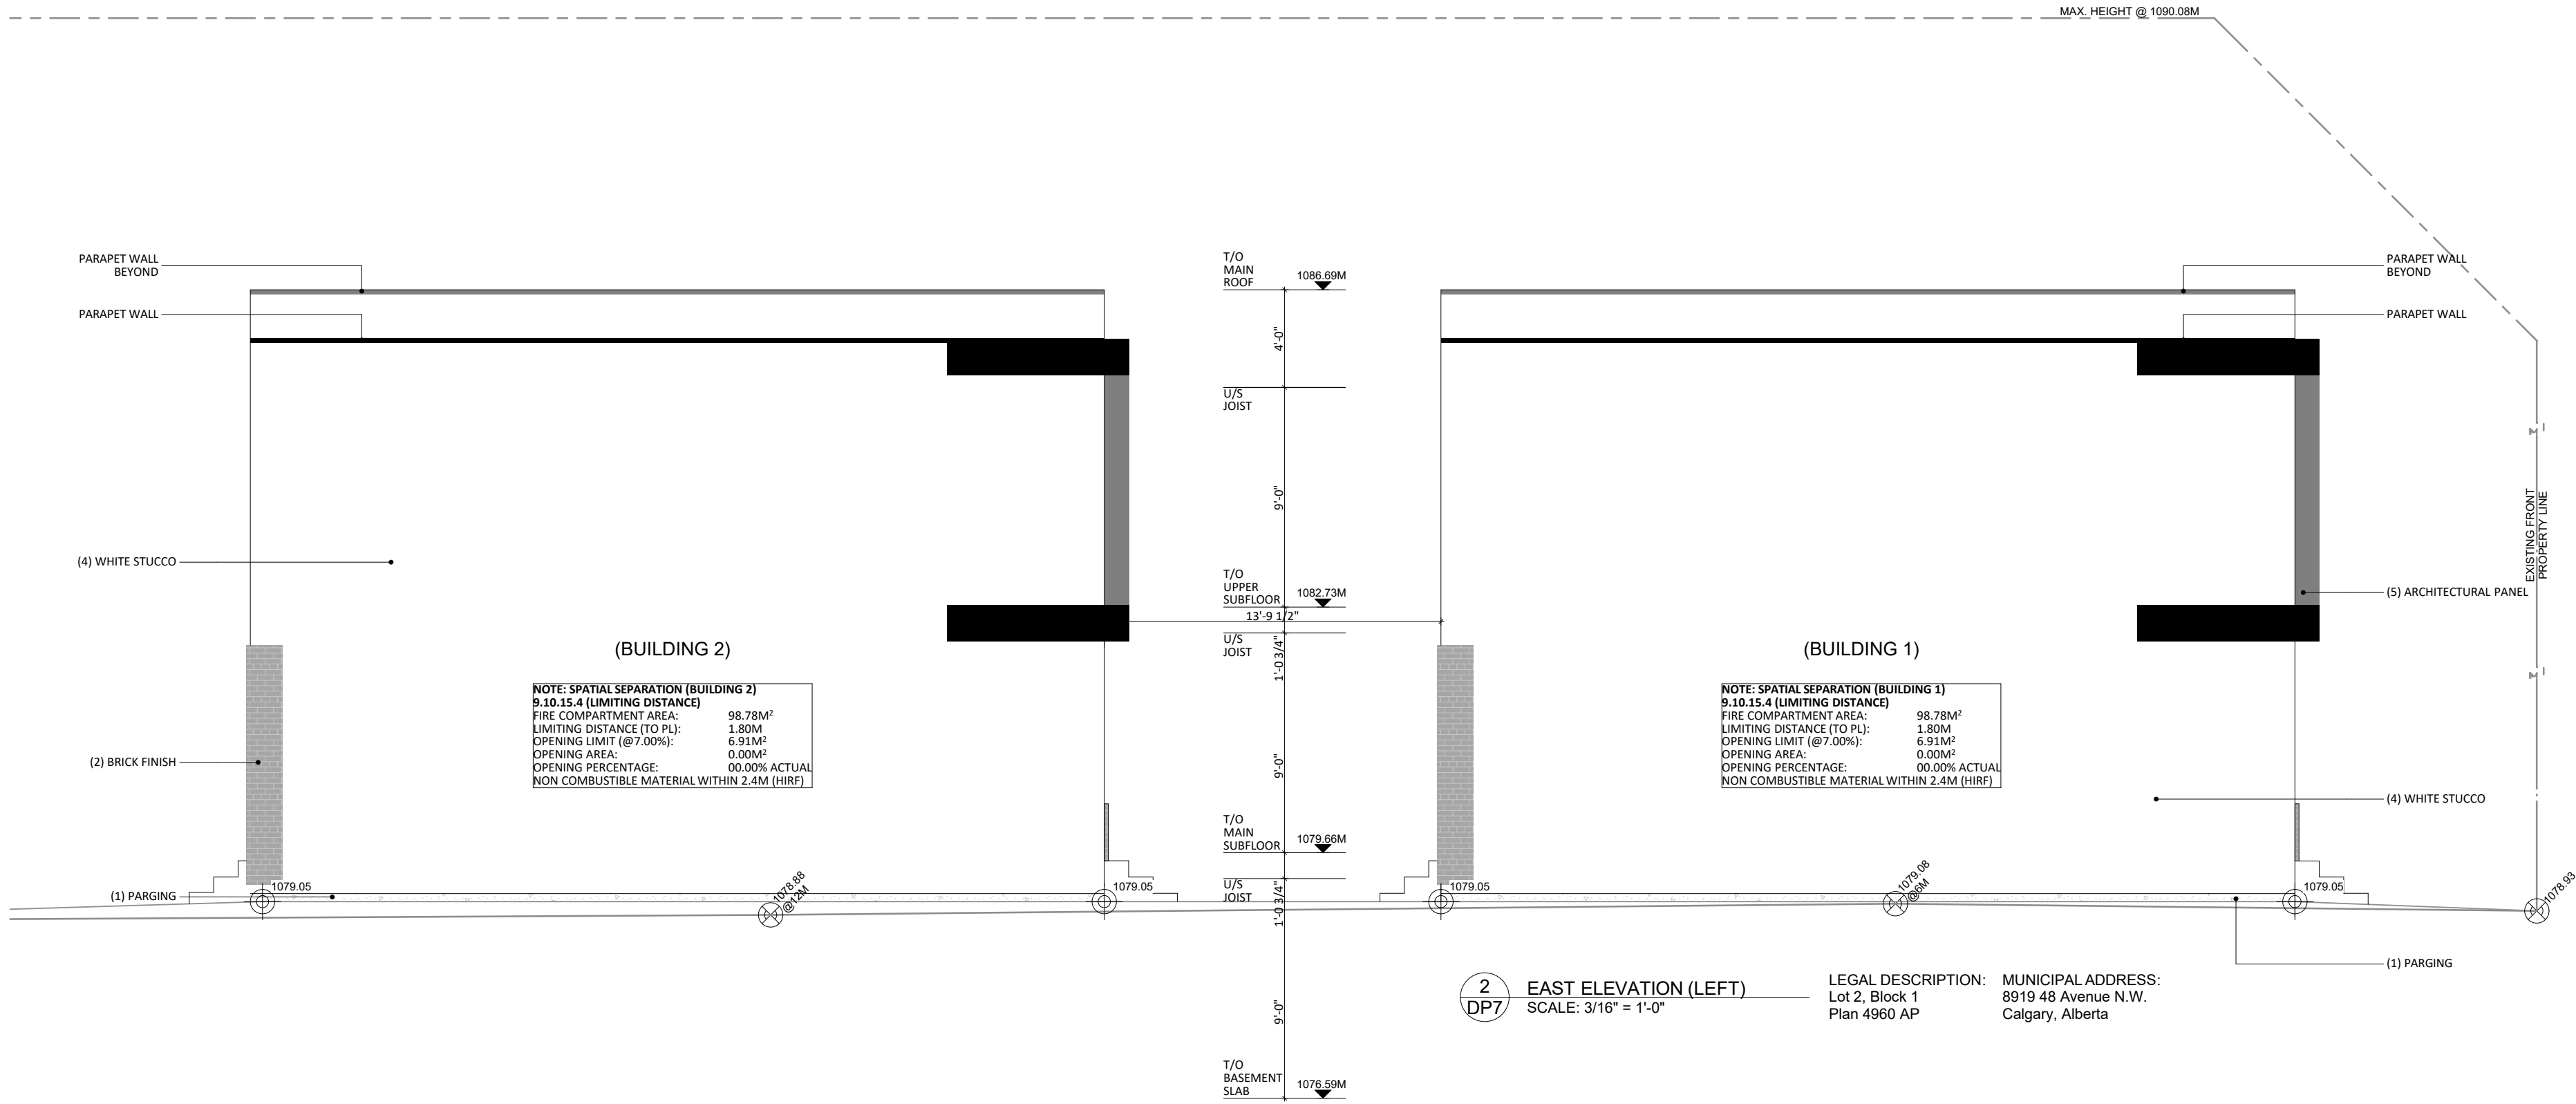 MAX. HEIGHT @ 1090.08M
PARAPET WALL
BEYOND
PARAPET WALL
(4) WHITE STUCCO
(2) BRICK FINISH
(1) PARGING
(BUILDING 2)
NOTE: SPATIAL SEPARATION (BUILDING 2)
9.10.15.4 (LIMITING DISTANCE)
FIRE COMPARTMENT AREA: 98.78M²
LIMITING DISTANCE (TO PL): 1.80M
OPENING LIMIT (@7.00%): 6.91M²
OPENING AREA: 0.00M²
OPENING PERCENTAGE: 00.00% ACTUAL
NON COMBUSTIBLE MATERIAL WITHIN 2.4M (HIRF)
1079.05
1078.88
@12M
1079.05
T/O
MAIN
ROOF
1086.69M
4'-0"
U/S
JOIST
9'-0"
T/O
UPPER
SUBFLOOR
1082.73M
13'-9 1/2"
U/S
JOIST
1'-0 3/4"
9'-0"
T/O
MAIN
SUBFLOOR
1079.66M
U/S
JOIST
1'-0 3/4"
9'-0"
T/O
BASEMENT
SLAB
1076.59M
(BUILDING 1)
NOTE: SPATIAL SEPARATION (BUILDING 1)
9.10.15.4 (LIMITING DISTANCE)
FIRE COMPARTMENT AREA: 98.78M²
LIMITING DISTANCE (TO PL): 1.80M
OPENING LIMIT (@7.00%): 6.91M²
OPENING AREA: 0.00M²
OPENING PERCENTAGE: 00.00% ACTUAL
NON COMBUSTIBLE MATERIAL WITHIN 2.4M (HIRF)
1079.05
1079.08
@6M
1079.05
PARAPET WALL
BEYOND
PARAPET WALL
EXISTING FRONT
PROPERTY LINE
(5) ARCHITECTURAL PANEL
(4) WHITE STUCCO
1078.93
(1) PARGING
2
DP7
EAST ELEVATION (LEFT)
SCALE: 3/16" = 1'-0"
LEGAL DESCRIPTION:
Lot 2, Block 1
Plan 4960 AP
MUNICIPAL ADDRESS:
8919 48 Avenue N.W.
Calgary, Alberta